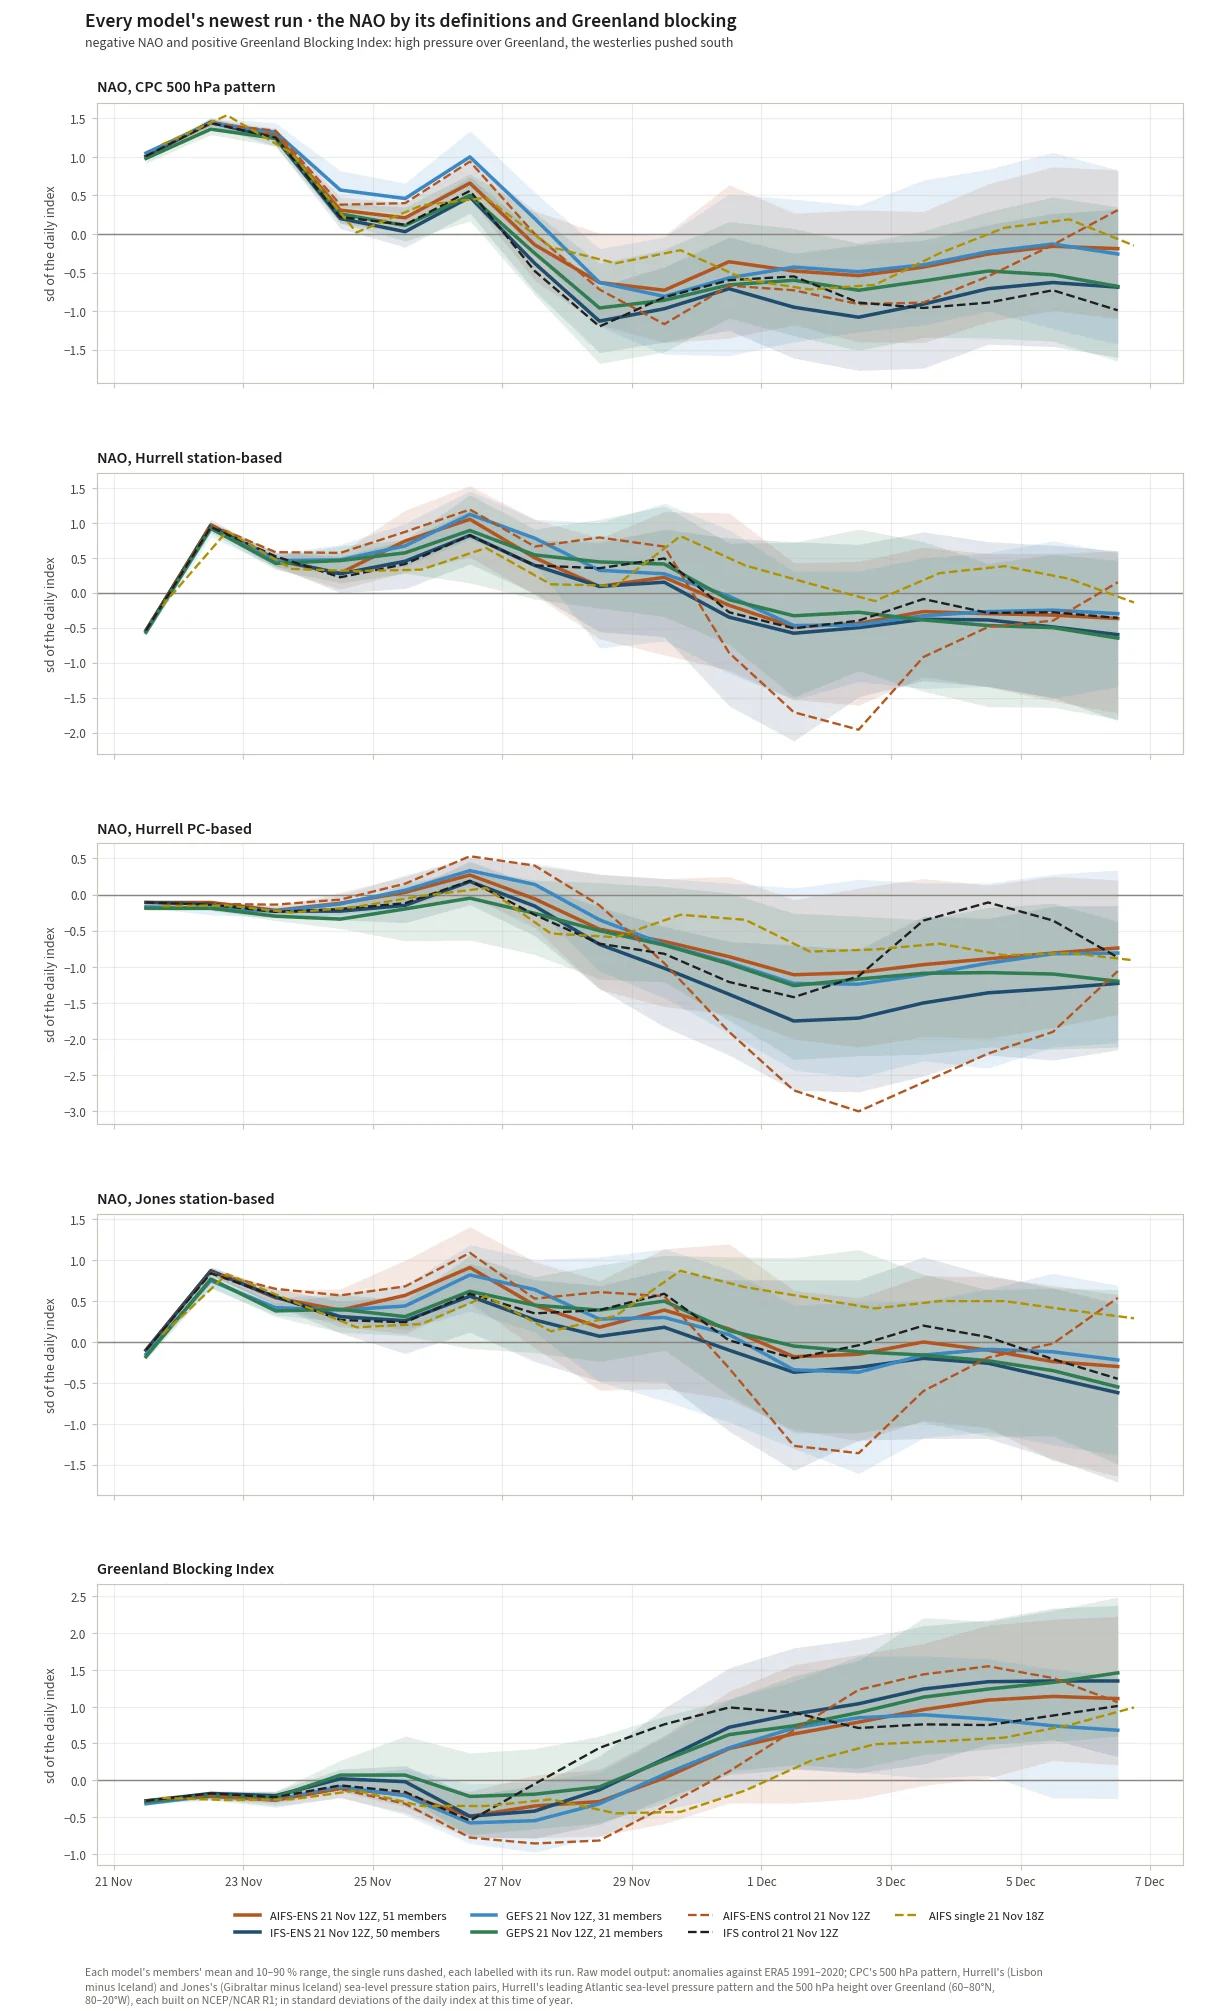 Every model's newest run · the NAO by its definitions and Greenland blocking
negative NAO and positive Greenland Blocking Index: high pressure over Greenland, the westerlies pushed south
NAO, CPC 500 hPa pattern
sd of the daily index
1.5
1.0
0.5
0.0
−0.5
−1.0
−1.5
NAO, Hurrell station-based
sd of the daily index
1.5
1.0
0.5
0.0
−0.5
−1.0
−1.5
−2.0
NAO, Hurrell PC-based
sd of the daily index
0.5
0.0
−0.5
−1.0
−1.5
−2.0
−2.5
−3.0
NAO, Jones station-based
sd of the daily index
1.5
1.0
0.5
0.0
−0.5
−1.0
−1.5
Greenland Blocking Index
sd of the daily index
2.5
2.0
1.5
1.0
0.5
0.0
−0.5
−1.0
21 Nov 23 Nov 25 Nov 27 Nov 29 Nov 1 Dec 3 Dec 5 Dec 7 Dec
AIFS-ENS 21 Nov 12Z, 51 members GEFS 21 Nov 12Z, 31 members AIFS-ENS control 21 Nov 12Z AIFS single 21 Nov 18Z
IFS-ENS 21 Nov 12Z, 50 members GEPS 21 Nov 12Z, 21 members IFS control 21 Nov 12Z
Each model's members' mean and 10–90 % range, the single runs dashed, each labelled with its run. Raw model output: anomalies against ERA5 1991–2020; CPC's 500 hPa pattern, Hurrell's (Lisbon
minus Iceland) and Jones's (Gibraltar minus Iceland) sea-level pressure station pairs, Hurrell's leading Atlantic sea-level pressure pattern and the 500 hPa height over Greenland (60–80°N,
80–20°W), each built on NCEP/NCAR R1; in standard deviations of the daily index at this time of year.